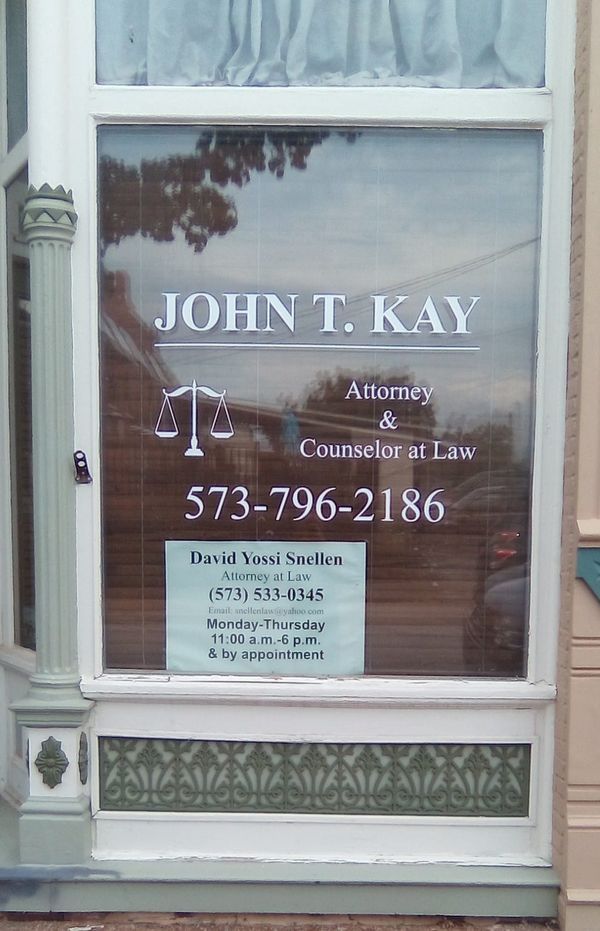 JOHN T. KAY
Attorney
&
Counselor at Law
573-796-2186
David Yossi Snellen
Attorney at Law
(573) 533-0345
Email: snellenlaw@yahoo.com
Monday-Thursday
11:00 a.m.-6 p.m.
& by appointment